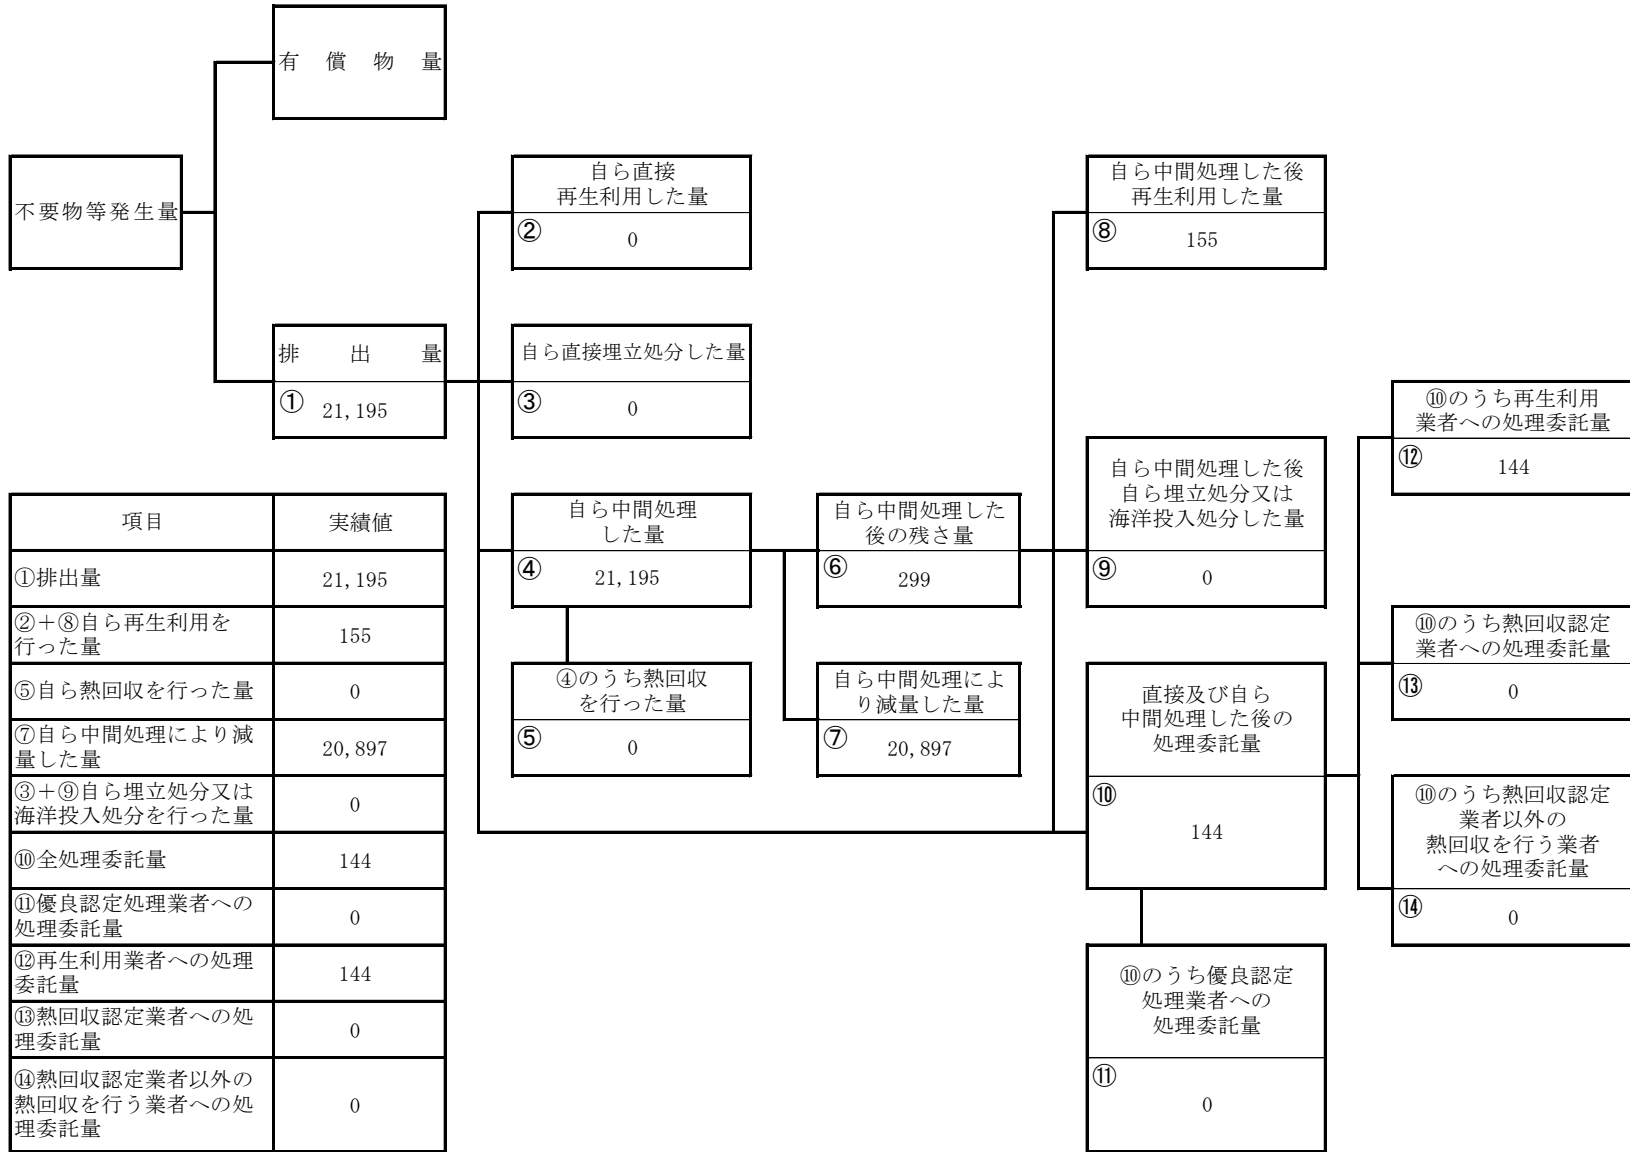 有償物量
不要物等発生量
排出量
① 21,195
自ら直接
再生利用した量
② 0
自ら直接埋立処分した量
③ 0
自ら中間処理
した量
④ 21,195
④のうち熱回収
を行った量
⑤ 0
自ら中間処理した
後の残さ量
⑥ 299
自ら中間処理によ
り減量した量
⑦ 20,897
自ら中間処理した後
再生利用した量
⑧ 155
自ら中間処理した後
自ら埋立処分又は
海洋投入処分した量
⑨ 0
直接及び自ら
中間処理した後の
処理委託量
⑩
144
⑩のうち優良認定
処理業者への
処理委託量
⑪
0
⑩のうち再生利用
業者への処理委託量
⑫ 144
⑩のうち熱回収認定
業者への処理委託量
⑬ 0
⑩のうち熱回収認定
業者以外の
熱回収を行う業者
への処理委託量
⑭ 0
項目 実績値
①排出量 21,195
②＋⑧自ら再生利用を
行った量 155
⑤自ら熱回収を行った量 0
⑦自ら中間処理により減
量した量 20,897
③＋⑨自ら埋立処分又は
海洋投入処分を行った量 0
⑩全処理委託量 144
⑪優良認定処理業者への
処理委託量 0
⑫再生利用業者への処理
委託量 144
⑬熱回収認定業者への処
理委託量 0
⑭熱回収認定業者以外の
熱回収を行う業者への処
理委託量 0